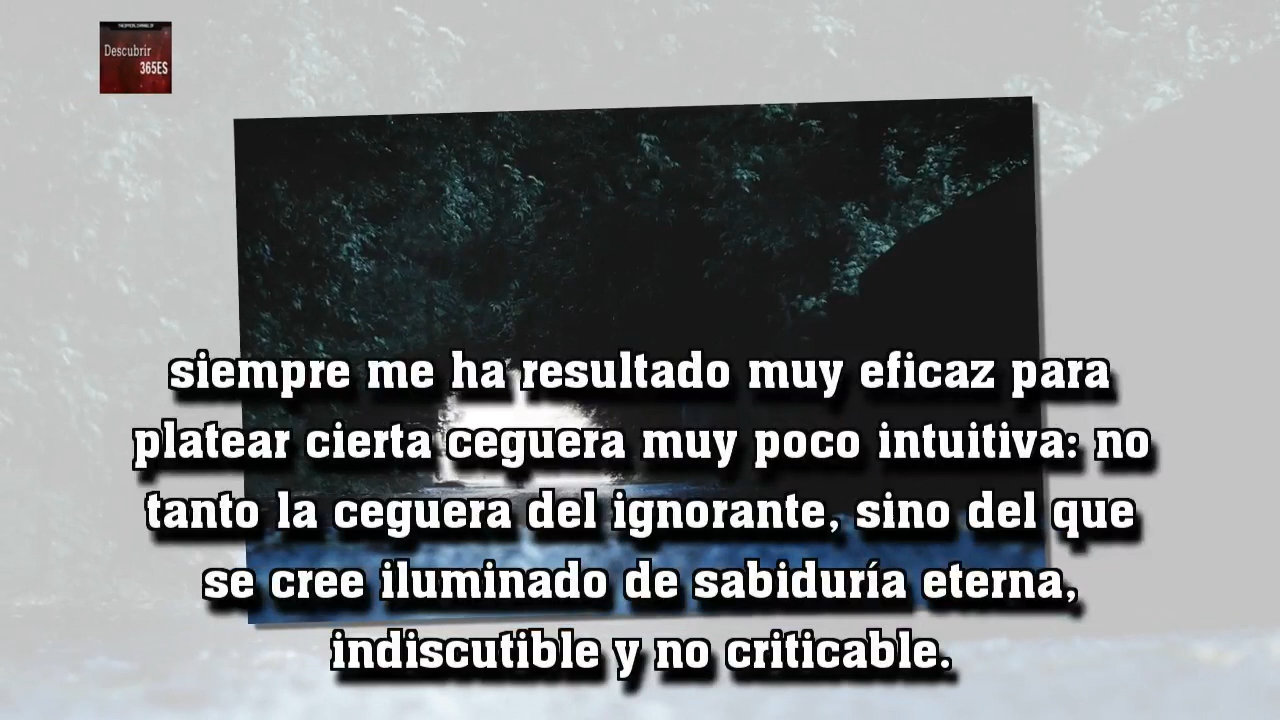 Descubrir
365ES
siempre me ha resultado muy eficaz para
platear cierta ceguera muy poco intuitiva: no
tanto la ceguera del ignorante, sino del que
se cree iluminado de sabiduría eterna,
indiscutible y no criticable.